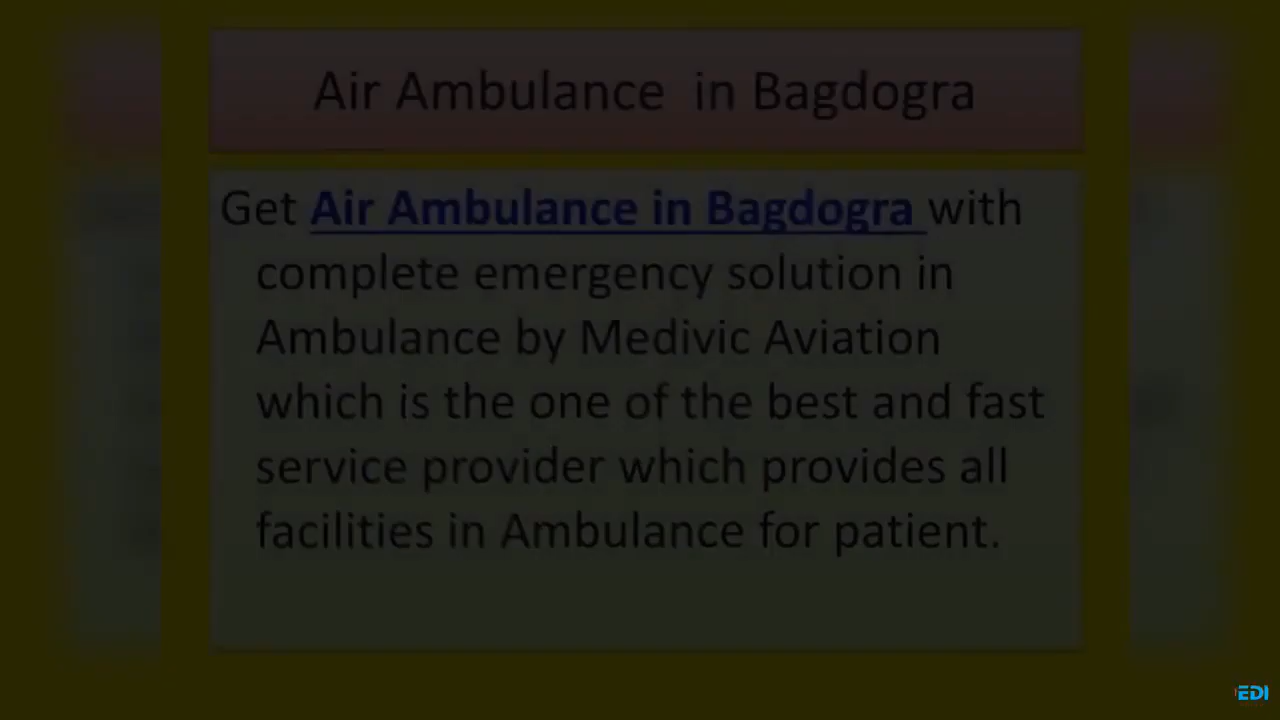 Air Ambulance in Bagdogra
Get Air Ambulance in Bagdogra with
complete emergency solution in
Ambulance by Medivic Aviation
which is the one of the best and fast
service provider which provides all
facilities in Ambulance for patient.
EDI